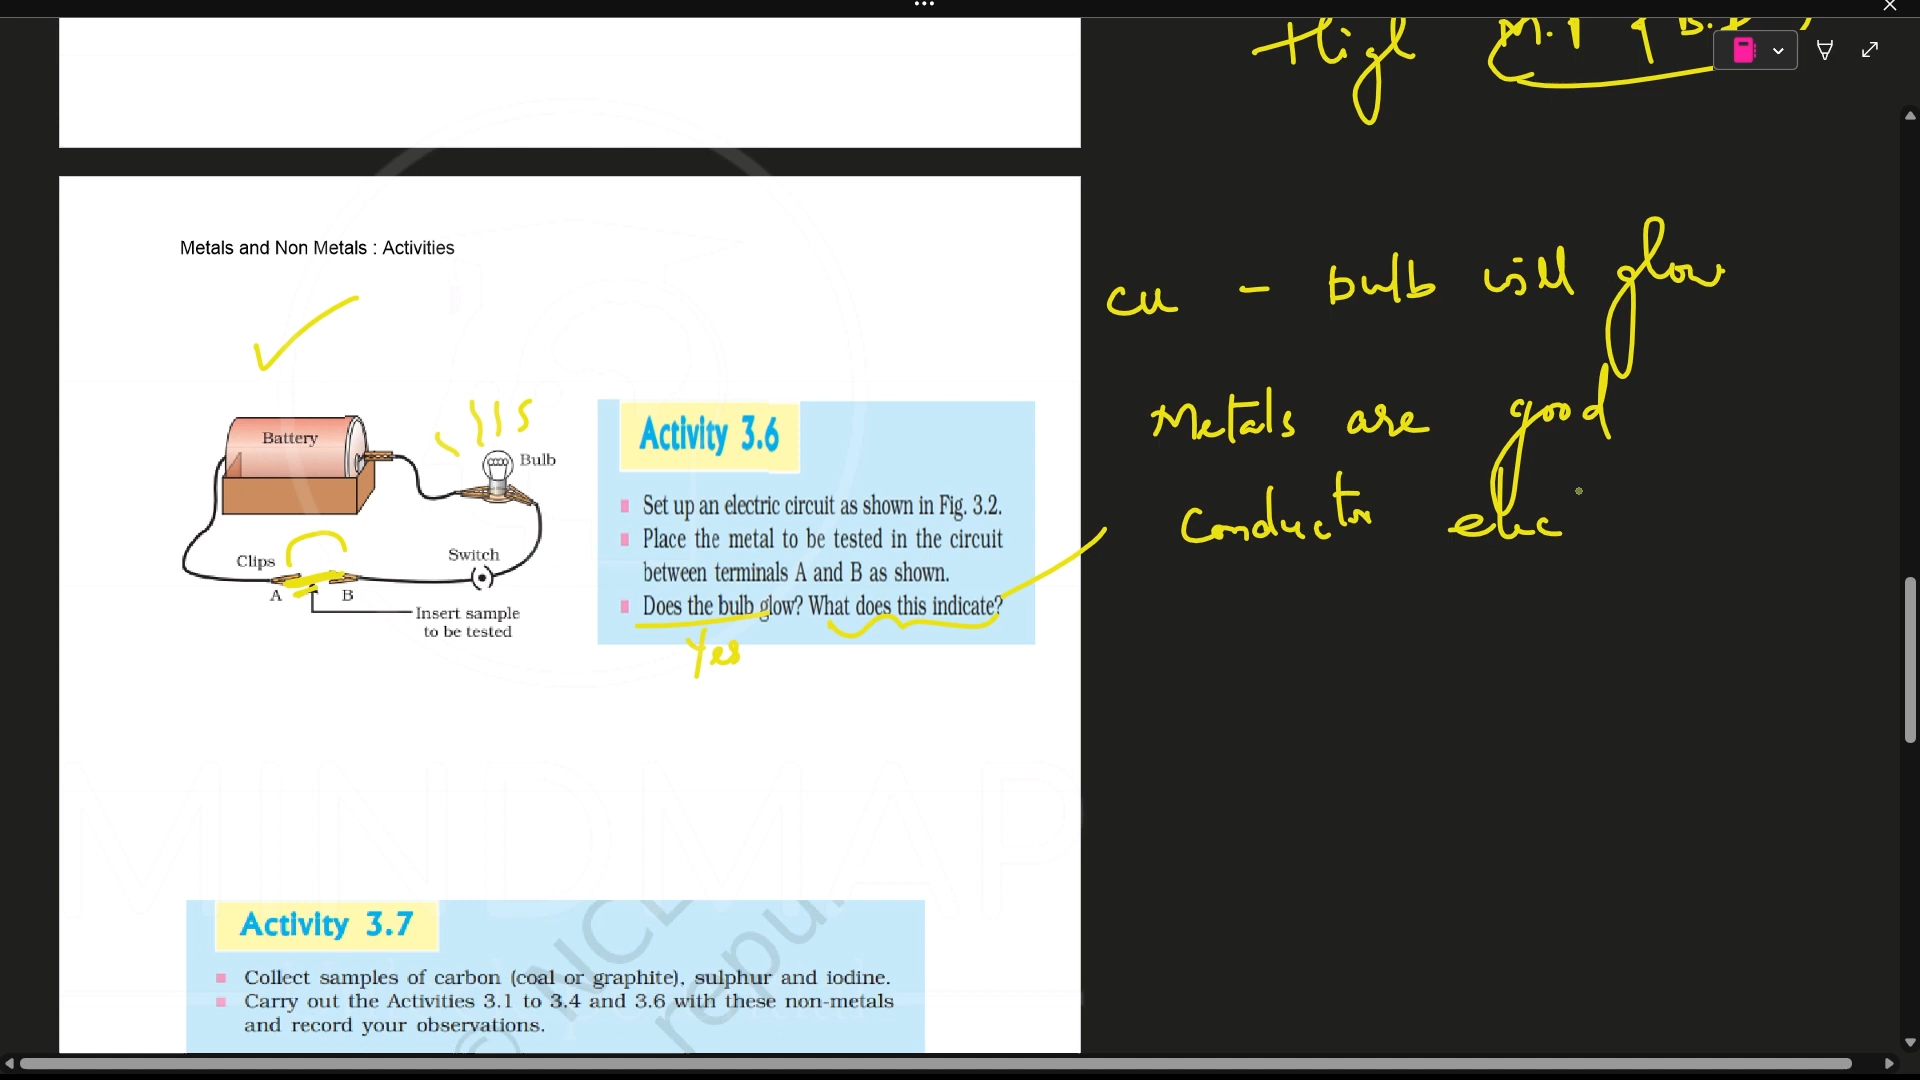 High M.P & B.P
Metals and Non Metals : Activities
cu - bulb will glow
Metals are good
conductor elec
Battery
Bulb
Clips
Switch
A
B
Insert sample
to be tested
Activity 3.6
Set up an electric circuit as shown in Fig. 3.2.
Place the metal to be tested in the circuit
between terminals A and B as shown.
Does the bulb glow? What does this indicate?
Yes
MINDMAP
Activity 3.7
Collect samples of carbon (coal or graphite), sulphur and iodine.
Carry out the Activities 3.1 to 3.4 and 3.6 with these non-metals
and record your observations.